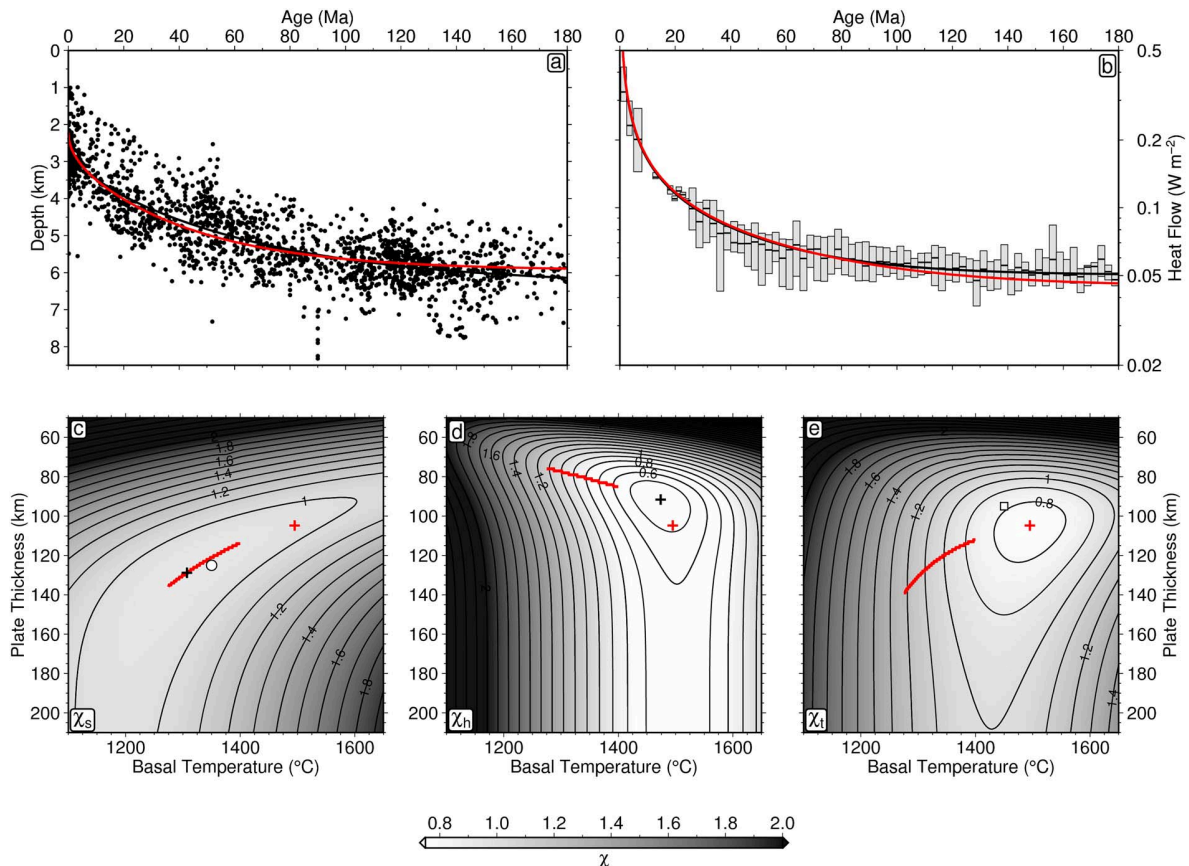 Age (Ma)
0 20 40 60 80 100 120 140 160 180
Depth (km)
0
1
2
3
4
5
6
7
8
a
Age (Ma)
0 20 40 60 80 100 120 140 160 180
b
0.5
0.2
0.1
0.05
0.02
Heat Flow (W m⁻²)
Plate Thickness (km)
60
80
100
120
140
160
180
200
c
2
1.8
1.6
1.4
1.2
1
1.2
1.4
1.6
1.8
χs
1200 1400 1600
Basal Temperature (°C)
60
80
100
120
140
160
180
200
d
1.8
1.6
1.4
1.2
1
0.8
0.6
2
χh
1200 1400 1600
Basal Temperature (°C)
e
2
1.8
1.6
1.4
1.2
1
0.8
1.2
1.4
χt
1200 1400 1600
Basal Temperature (°C)
60
80
100
120
140
160
180
200
Plate Thickness (km)
0.8 1.0 1.2 1.4 1.6 1.8 2.0
χ